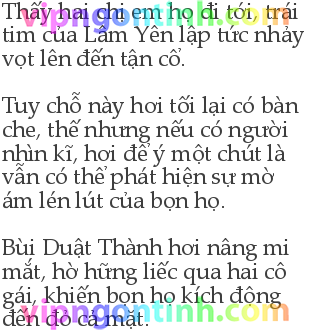 Thấy hai chị em họ đi tới, trái
tim của Lâm Yên lập tức nhảy
vọt lên đến tận cổ.
Tuy chỗ này hơi tối lại có bàn
che, thế nhưng nếu có người
nhìn kĩ, hơi để ý một chút là
vẫn có thể phát hiện sự mờ
ám lén lút của bọn họ.
Bùi Duật Thành hơi nâng mi
mắt, hờ hững liếc qua hai cô
gái, khiến bọn họ kích động
đến đỏ cả mặt.
vipngontinh.com
vipngontinh.com